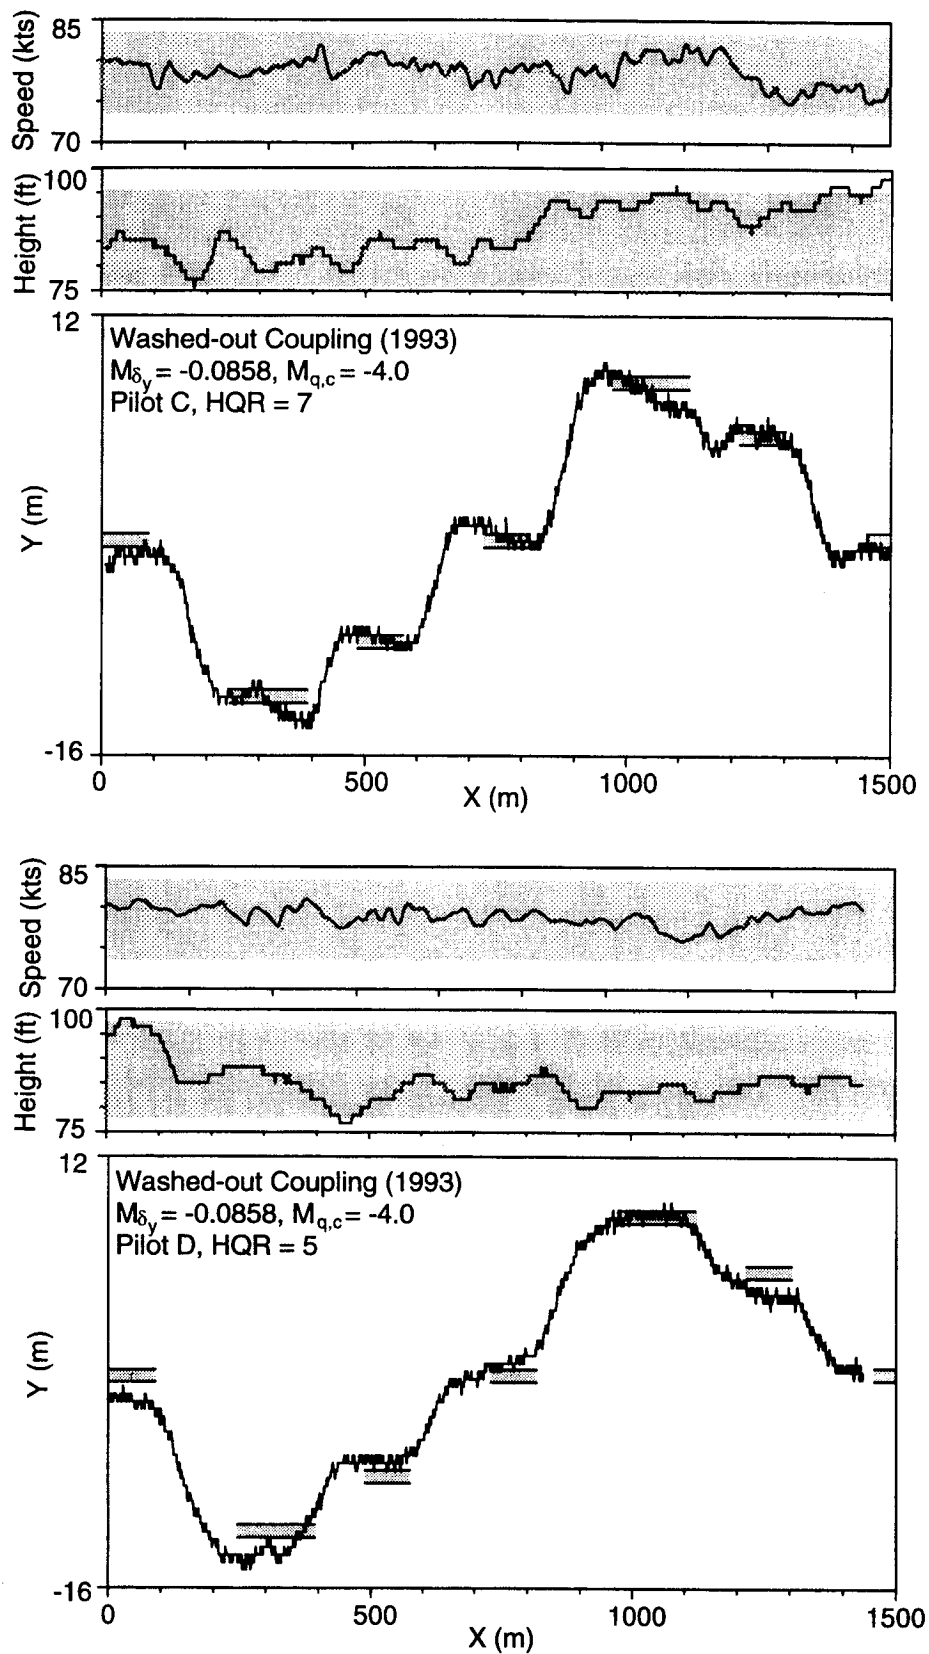 85
Speed (kts)
70
100
Height (ft)
75
12
Washed-out Coupling (1993)
Mδy = -0.0858, Mq,c = -4.0
Pilot C, HQR = 7
Y (m)
-16
0 500 1000 1500
X (m)
85
Speed (kts)
70
100
Height (ft)
75
12
Washed-out Coupling (1993)
Mδy = -0.0858, Mq,c = -4.0
Pilot D, HQR = 5
Y (m)
-16
0 500 1000 1500
X (m)